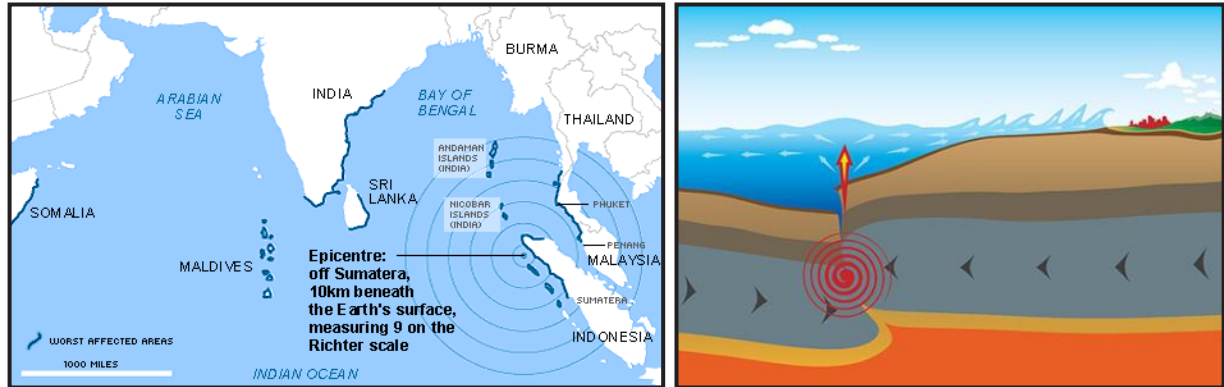 BURMA
INDIA
ARABIAN
SEA
BAY OF
BENGAL
THAILAND
ANDAMAN
ISLANDS
(INDIA)
SRI
LANKA
SOMALIA
NICOBAR
ISLANDS
(INDIA)
PHUKET
PENANG
MALAYSIA
MALDIVES
Epicentre:
off Sumatera,
10km beneath
the Earth's surface,
measuring 9 on the
Richter scale
SUMATERA
INDONESIA
WORST AFFECTED AREAS
1000 MILES
INDIAN OCEAN